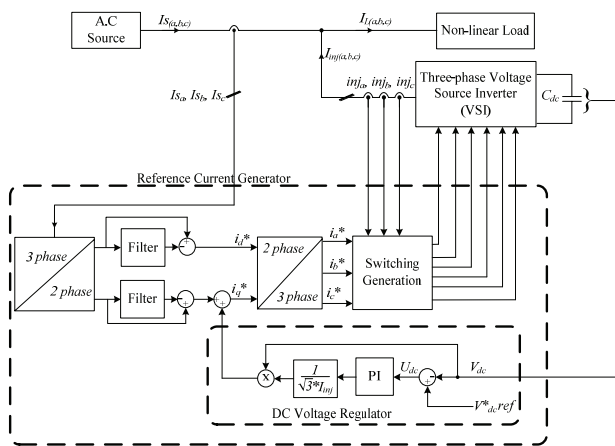 A.C
Source
Is(a,b,c)
IL(a,b,c)
Non-linear Load
Iinj(a,b,c)
Isa, Isb, Isc
inja, injb, injc
Three-phase Voltage
Source Inverter
(VSI)
Cdc
Reference Current Generator
3 phase
2 phase
Filter
Filter
-
+
-
+
+
+
id*
iq*
2 phase
3 phase
ia*
ib*
ic*
Switching
Generation
x
1
√3*Iinj
PI
Udc
-
+
Vdc
V*dcref
DC Voltage Regulator